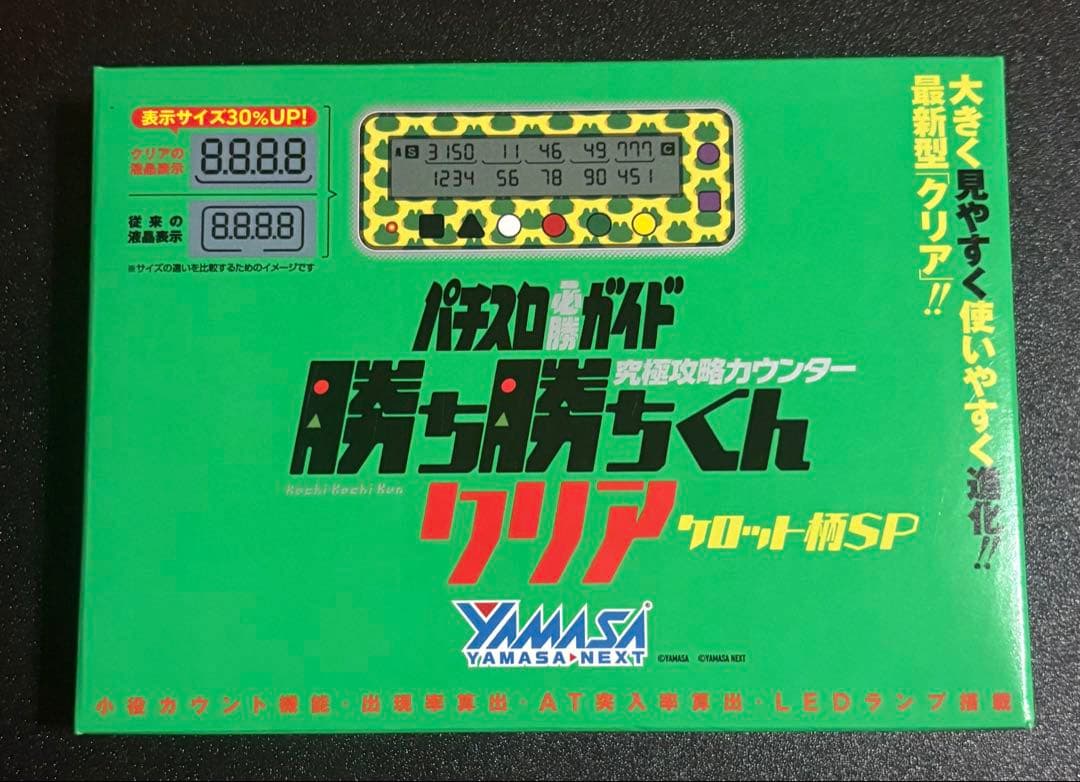 表示サイズ30%UP!
クリアの
液晶表示
8.8.8.8
従来の
液晶表示
8.8.8.8
※サイズの違いを比較するためのイメージです
A S 3150 11 46 49 777 C
1234 56 78 90 451
大きく見やすく使いやすく進化!!
最新型「クリア」!!
パチスロ必勝ガイド
究極攻略カウンター
勝ち勝ちくん
Kachi Kachi Kun
クリア
ケロット柄SP
YAMASA
YAMASA NEXT
©YAMASA ©YAMASA NEXT
小役カウント機能・出現率算出・AT突入率算出・LEDランプ搭載